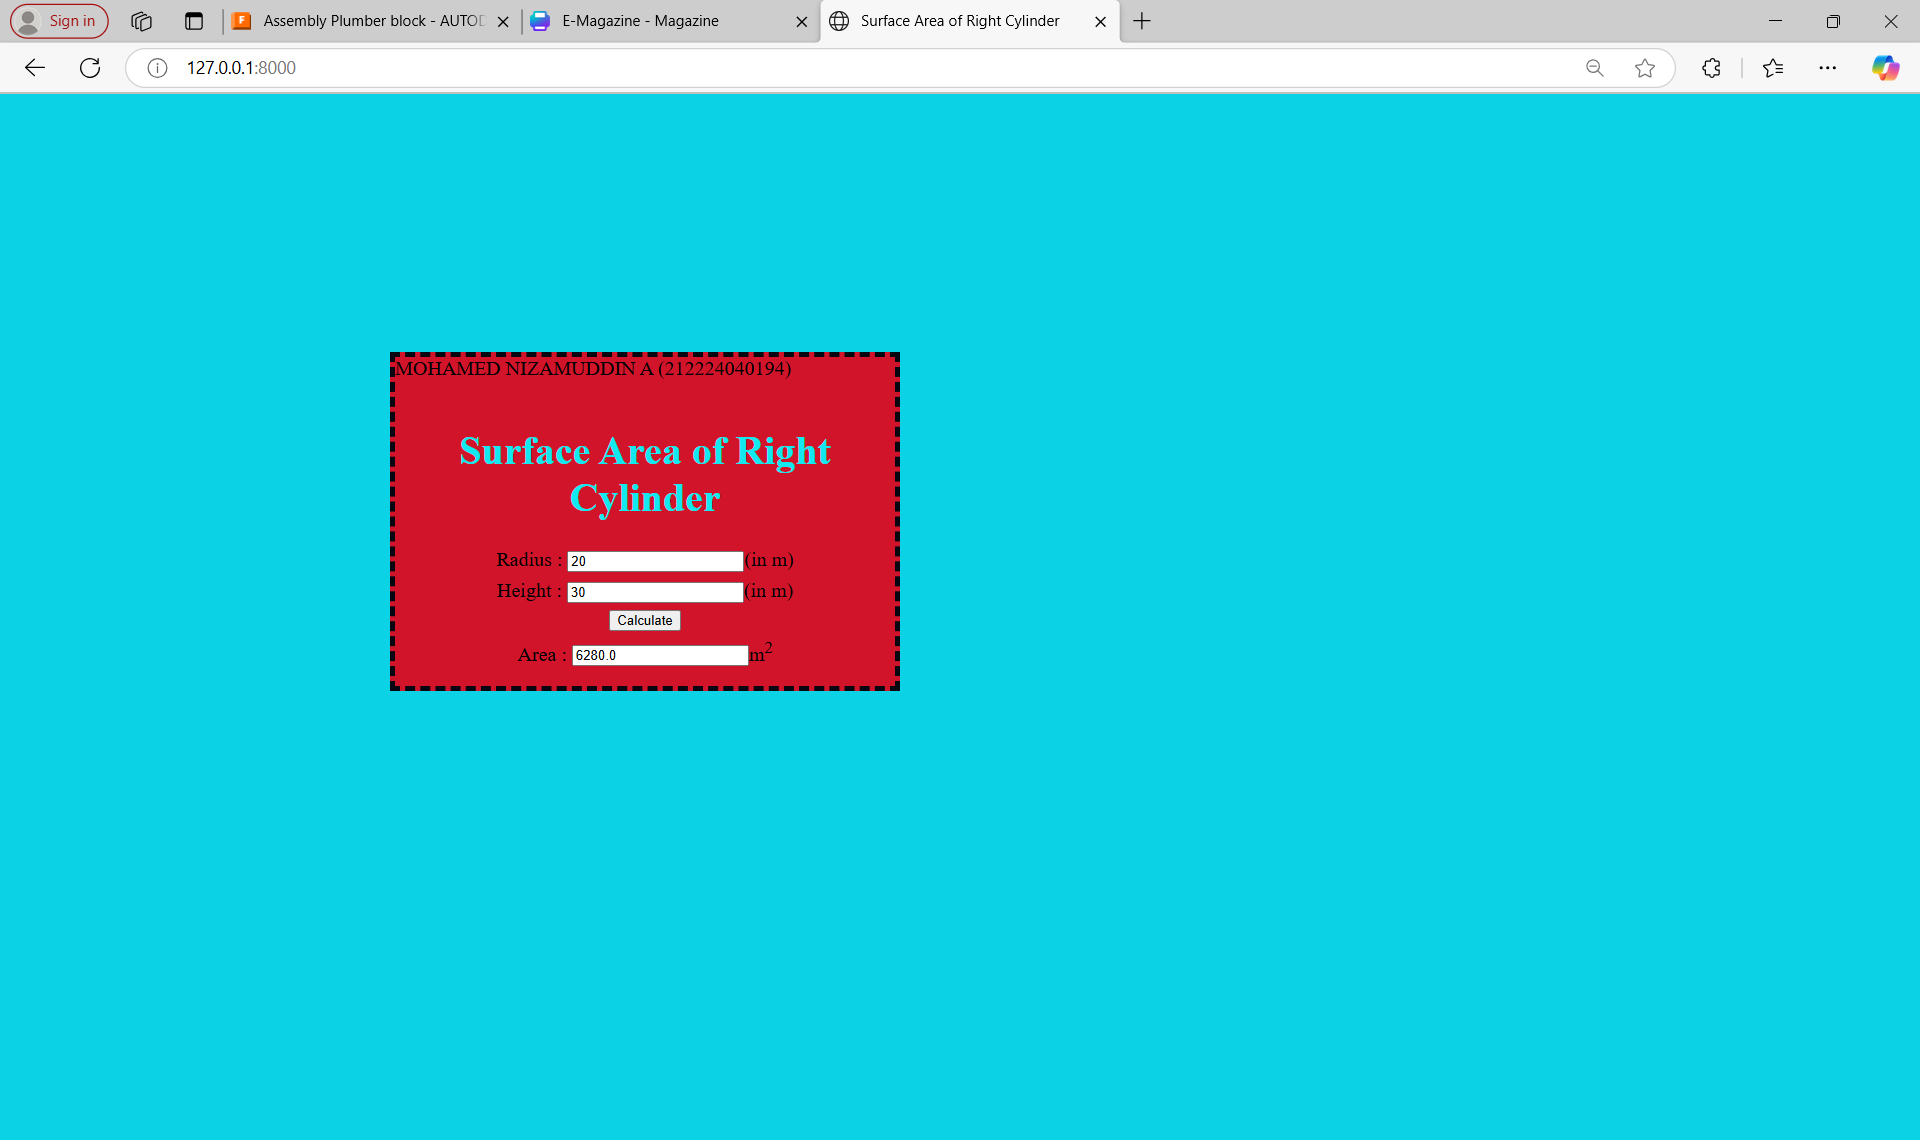 Sign in
Assembly Plumber block - AUTOD
E-Magazine - Magazine
Surface Area of Right Cylinder
127.0.0.1:8000
MOHAMED NIZAMUDDIN A (212224040194)
Surface Area of Right
Cylinder
Radius : 20 (in m)
Height : 30 (in m)
Calculate
Area : 6280.0 m²